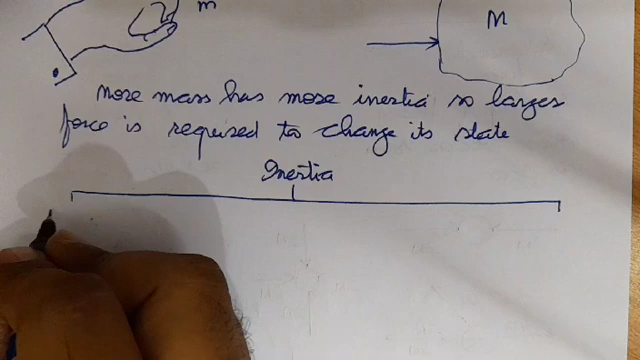 m
M
more mass has more inertia so larger
force is required to change its state
Inertia